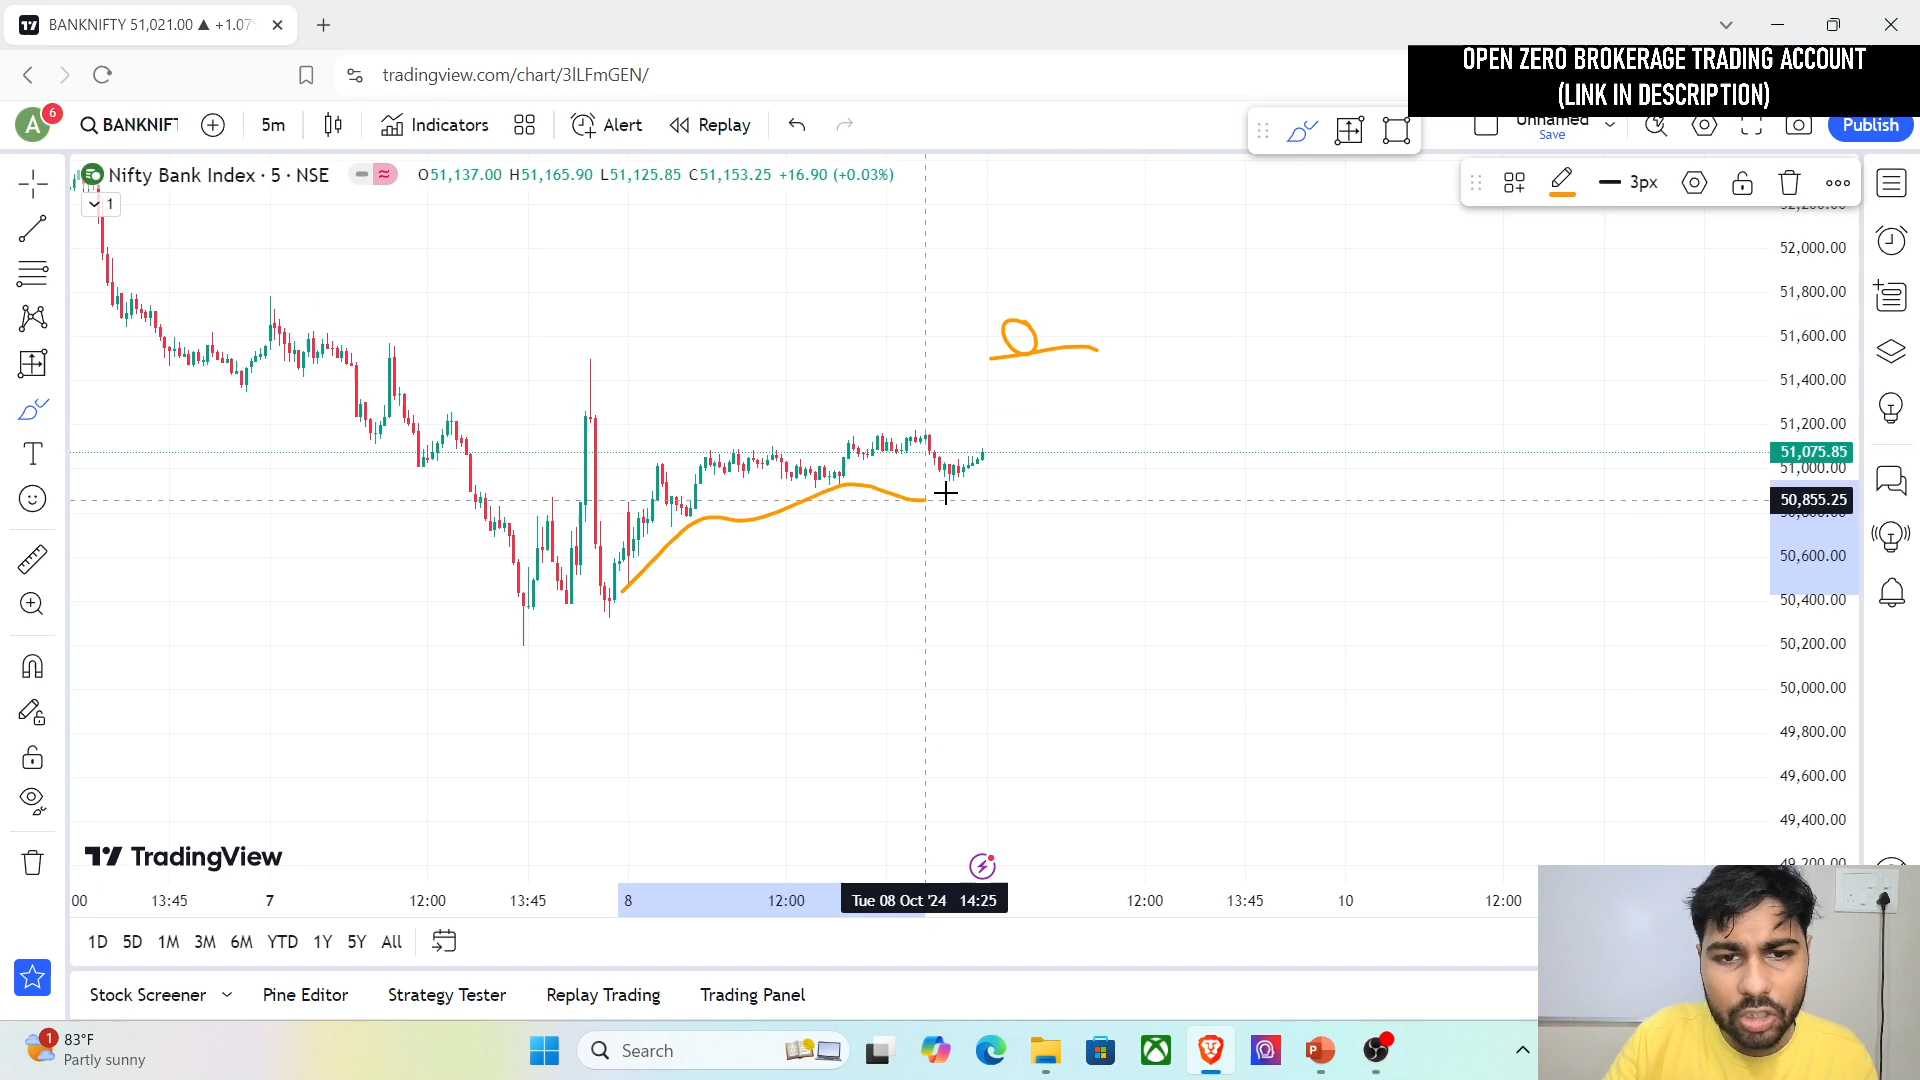 BANKNIFTY 51,021.00 ▲ +1.07
tradingview.com/chart/3lLFmGEN/
OPEN ZERO BROKERAGE TRADING ACCOUNT
(LINK IN DESCRIPTION)
A 6
BANKNIF
5m
Indicators
Alert
Replay
Unnamed
Save
Publish
Nifty Bank Index · 5 · NSE
O51,137.00 H51,165.90 L51,125.85 C51,153.25 +16.90 (+0.03%)
1
3px
52,000.00
51,800.00
51,600.00
51,400.00
51,200.00
51,075.85
51,000.00
50,855.25
50,600.00
50,400.00
50,200.00
50,000.00
49,800.00
49,600.00
49,400.00
TradingView
00 13:45 7 12:00 13:45 8 12:00 Tue 08 Oct '24 14:25 12:00 13:45 10 12:00
1D 5D 1M 3M 6M YTD 1Y 5Y All
Stock Screener Pine Editor Strategy Tester Replay Trading Trading Panel
1
83°F
Partly sunny
Search